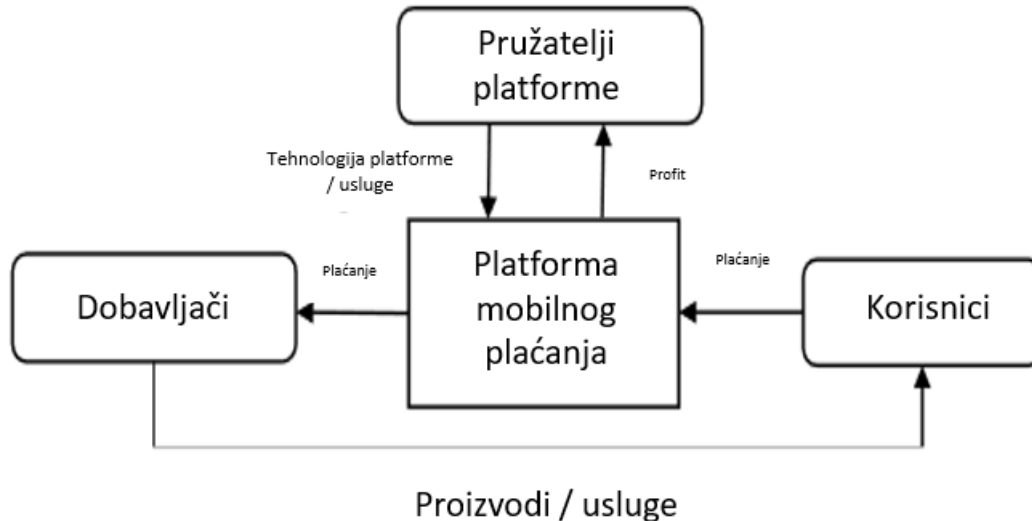 Pružatelji
platforme
Tehnologija platforme
/ usluge
Profit
Plaćanje
Plaćanje
Dobavljači
Platforma
mobilnog
plaćanja
Korisnici
Proizvodi / usluge